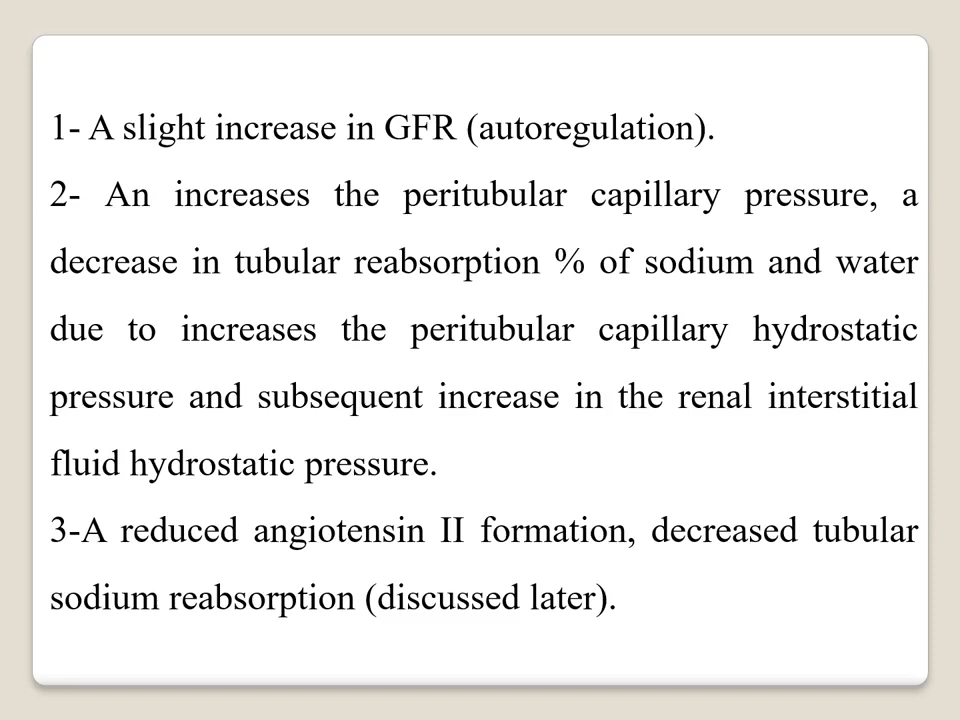 1- A slight increase in GFR (autoregulation).
2- An increases the peritubular capillary pressure, a
decrease in tubular reabsorption % of sodium and water
due to increases the peritubular capillary hydrostatic
pressure and subsequent increase in the renal interstitial
fluid hydrostatic pressure.
3-A reduced angiotensin II formation, decreased tubular
sodium reabsorption (discussed later).